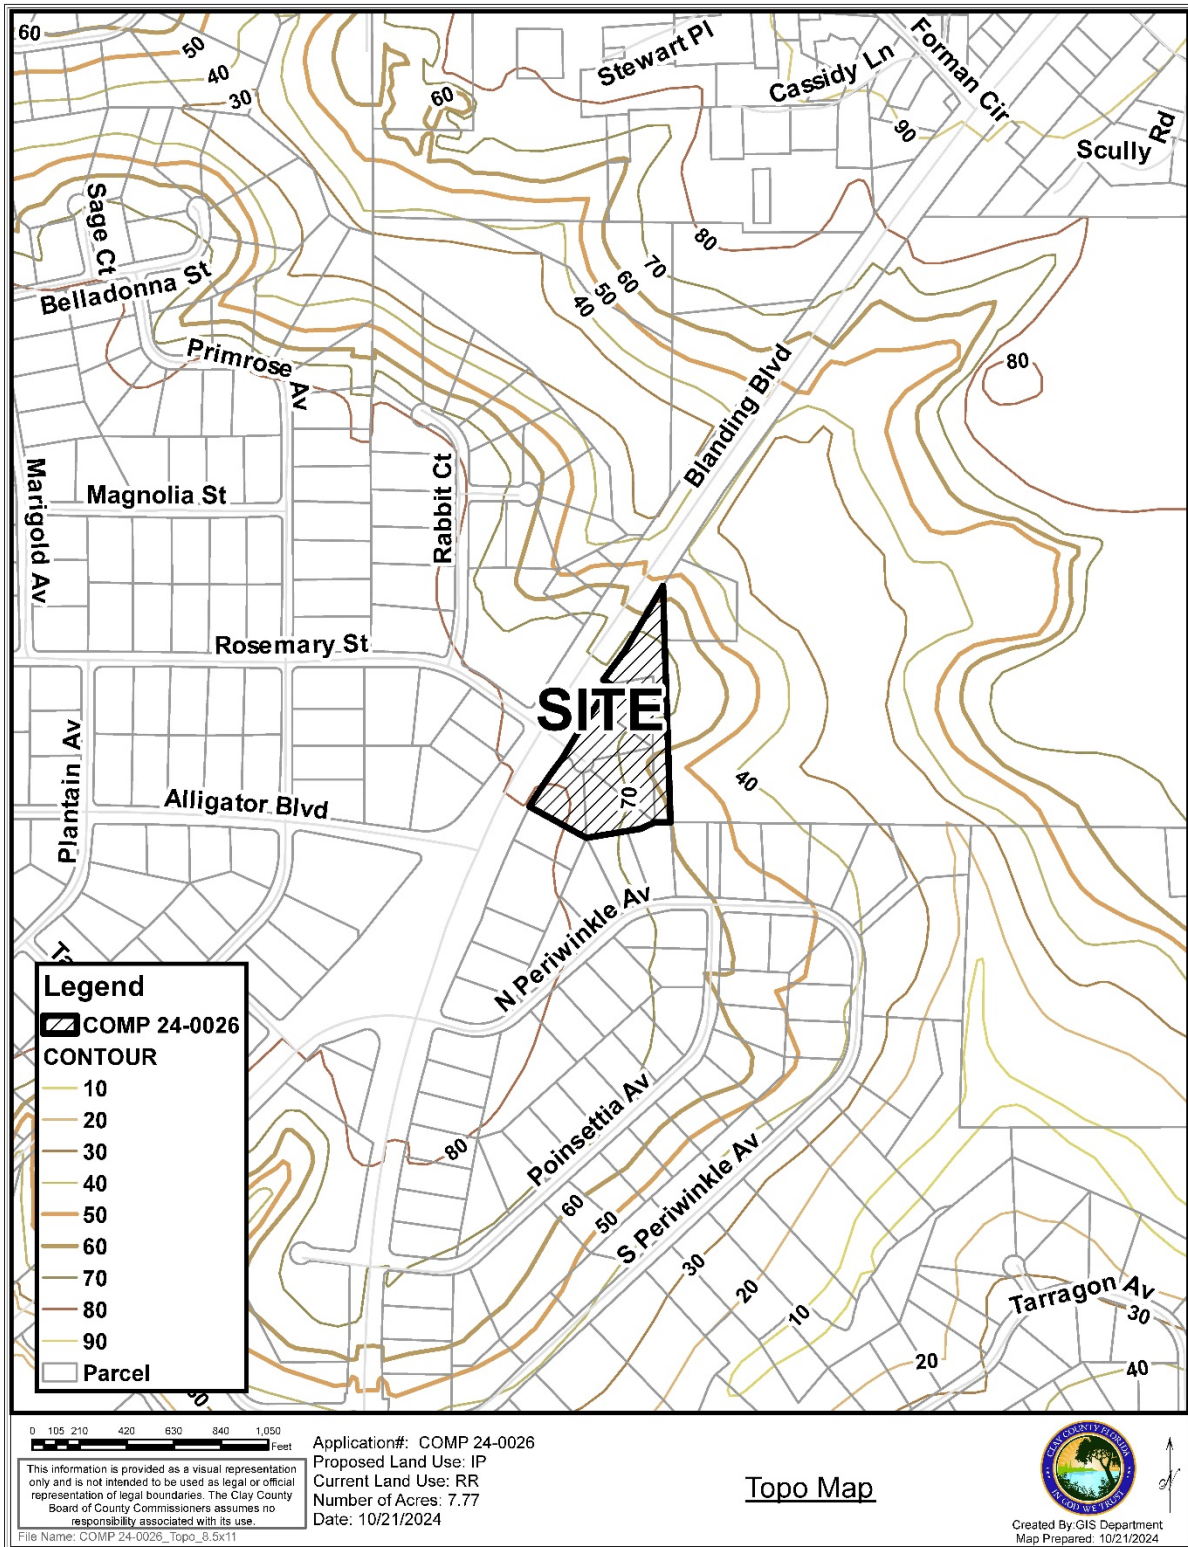 60
50
40
30
60
Stewart Pl
Cassidy Ln
Forman Cir
90
Scully Rd
Sage Ct
Belladonna St
Primrose Av
80
70
60
50
40
80
Blanding Blvd
Marigold Av
Magnolia St
Rabbit Ct
Rosemary St
SITE
Plantain Av
Alligator Blvd
70
40
N Periwinkle Av
Poinsettia Av
80
60
50
S Periwinkle Av
30
20
10
Tarragon Av
30
20
40
Legend
COMP 24-0026
CONTOUR
10
20
30
40
50
60
70
80
90
Parcel
0 105 210 420 630 840 1,050
Feet
This information is provided as a visual representation
only and is not intended to be used as legal or official
representation of legal boundaries. The Clay County
Board of County Commissioners assumes no
responsibility associated with its use.
File Name: COMP 24-0026_Topo_8.5x11
Application#: COMP 24-0026
Proposed Land Use: IP
Current Land Use: RR
Number of Acres: 7.77
Date: 10/21/2024
Topo Map
CLAY COUNTY FLORIDA
IN GOD WE TRUST
N
Created By:GIS Department
Map Prepared: 10/21/2024